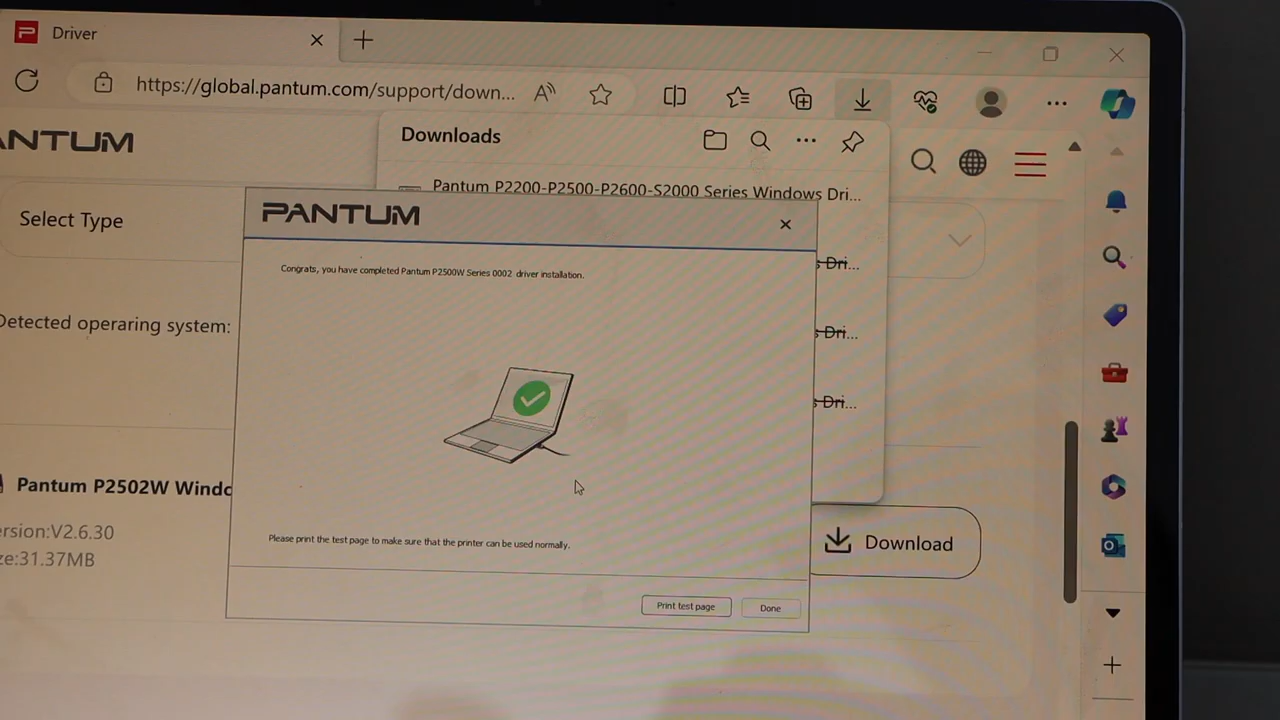 Driver
https://global.pantum.com/support/down...
ANTUM
Downloads
Pantum P2200-P2500-P2600-S2000 Series Windows Dri...
Select Type
PANTUM
Congrats, you have completed Pantum P2500W Series 0002 driver installation.
s Dri...
Detected operaring system:
s Dri...
s Dri...
Pantum P2502W Windo
ersion:V2.6.30
Please print the test page to make sure that the printer can be used normally.
Download
ze:31.37MB
Print test page
Done